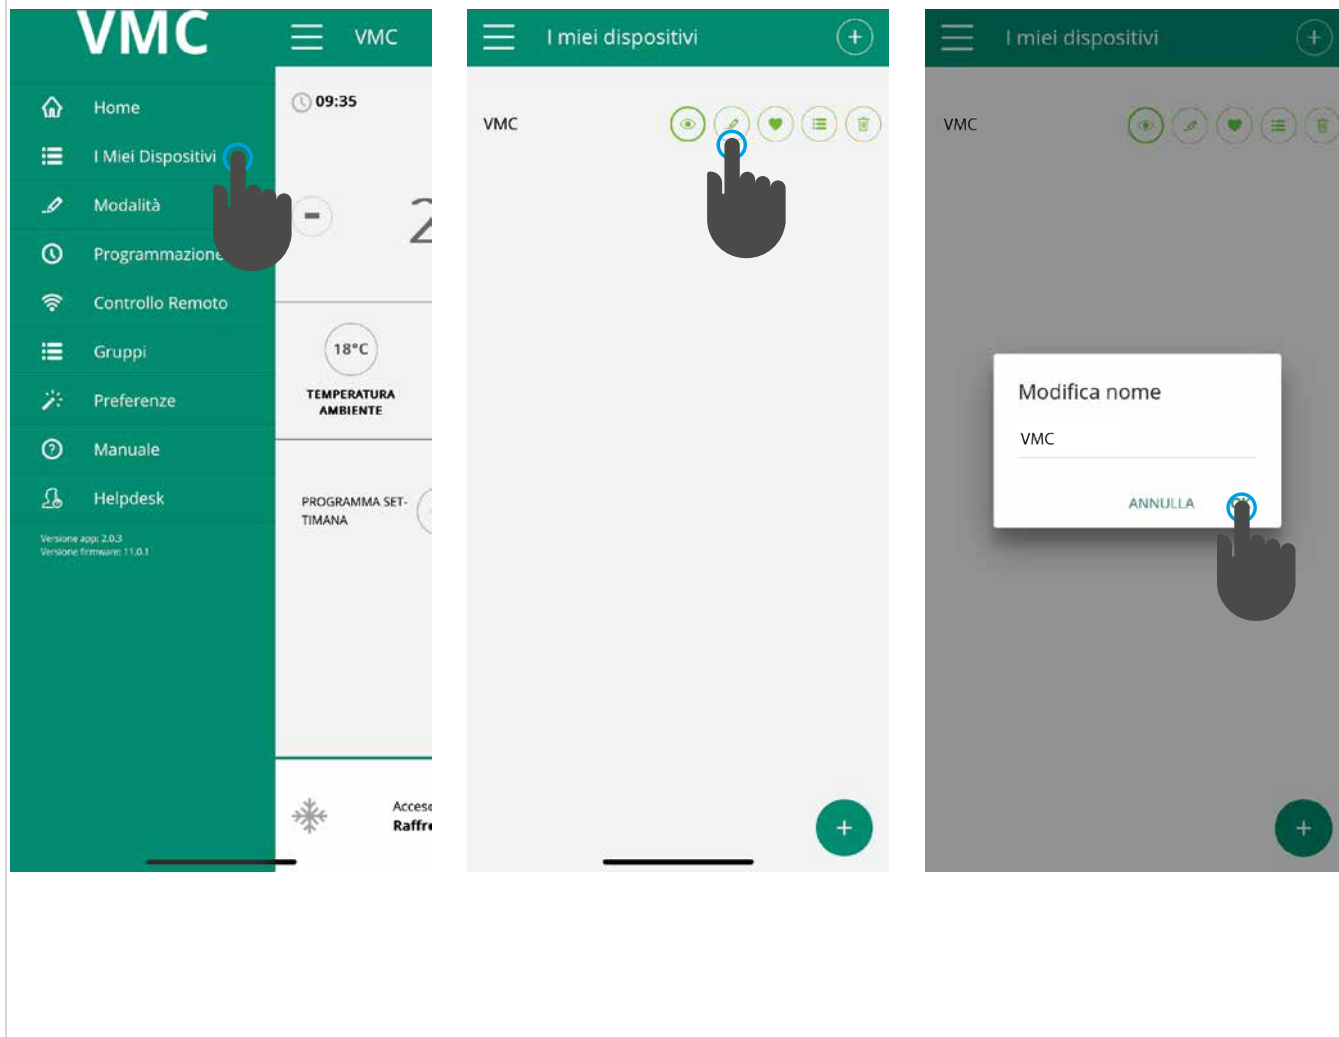 VMC
Home
I Miei Dispositivi
Modalità
Programmazione
Controllo Remoto
Gruppi
Preferenze
Manuale
Helpdesk
Versione app: 2.0.3
Versione firmware: 11.0.1
VMC
09:35
-
18°C
TEMPERATURA
AMBIENTE
PROGRAMMA SET-
TIMANA
I miei dispositivi
+
VMC
+
I miei dispositivi
+
VMC
Modifica nome
VMC
ANNULLA
+